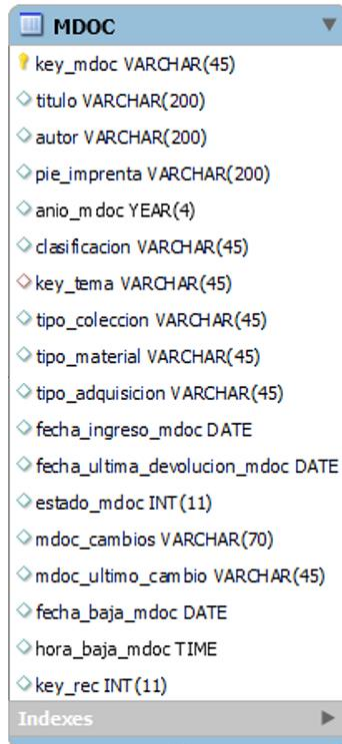 MDOC
key_mdoc VARCHAR(45)
titulo VARCHAR(200)
autor VARCHAR(200)
pie_imprenta VARCHAR(200)
anio_mdoc YEAR(4)
clasificacion VARCHAR(45)
key_tema VARCHAR(45)
tipo_coleccion VARCHAR(45)
tipo_material VARCHAR(45)
tipo_adquisicion VARCHAR(45)
fecha_ingreso_mdoc DATE
fecha_ultima_devolucion_mdoc DATE
estado_mdoc INT(11)
mdoc_cambios VARCHAR(70)
mdoc_ultimo_cambio VARCHAR(45)
fecha_baja_mdoc DATE
hora_baja_mdoc TIME
key_rec INT(11)
Indexes